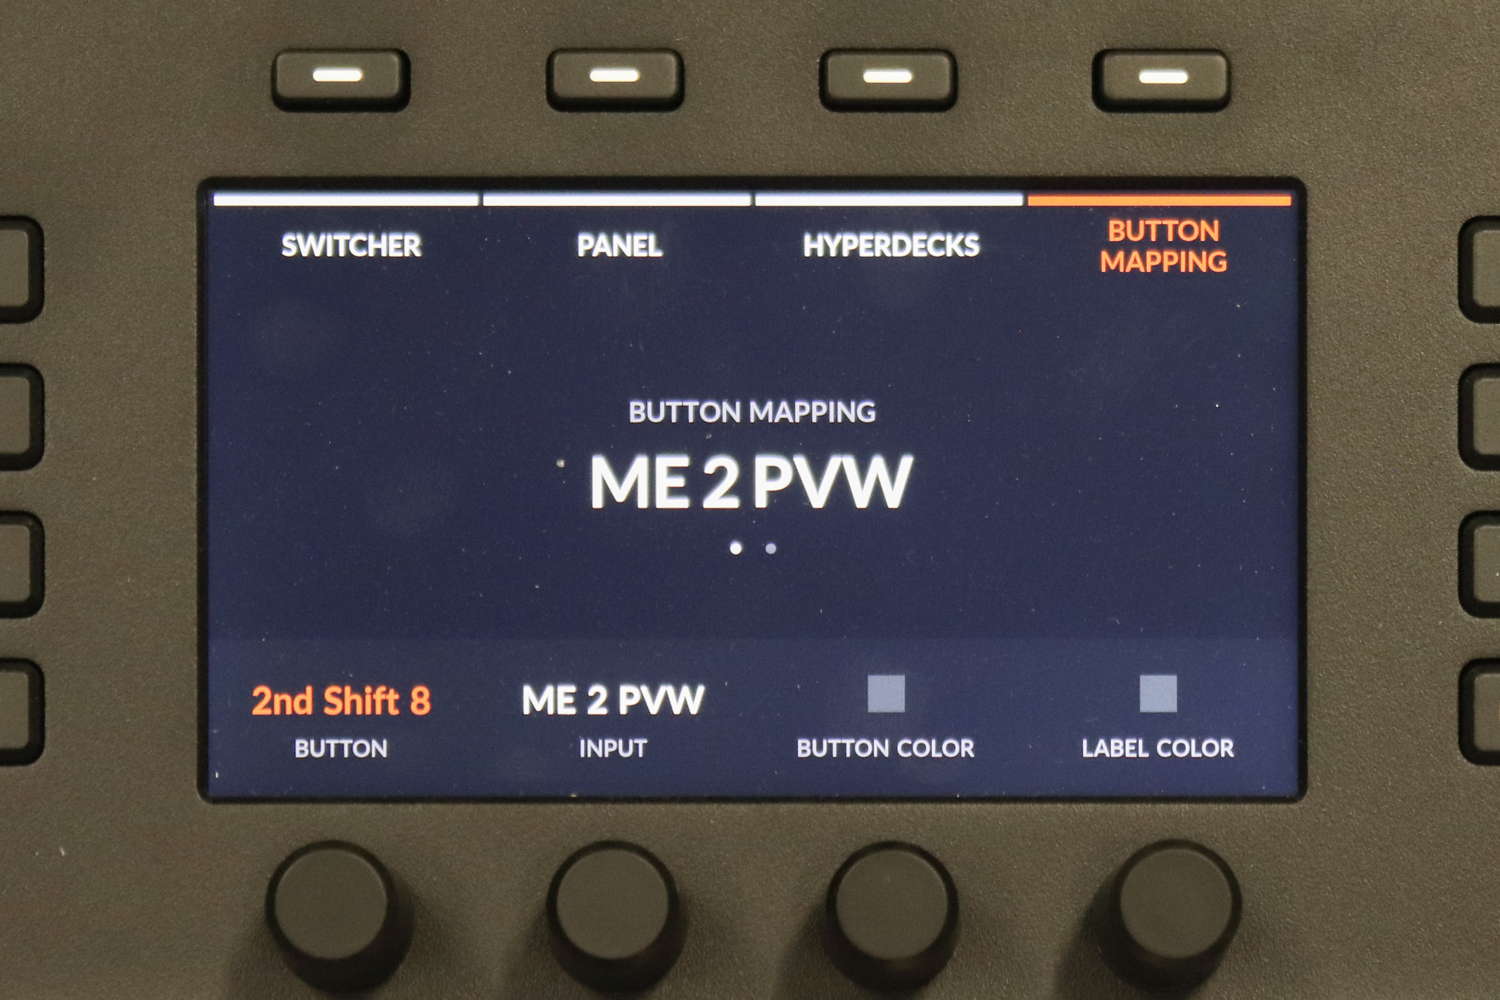 SWITCHER
PANEL
HYPERDECKS
BUTTON
MAPPING
BUTTON MAPPING
ME 2 PVW
2nd Shift 8
BUTTON
ME 2 PVW
INPUT
BUTTON COLOR
LABEL COLOR